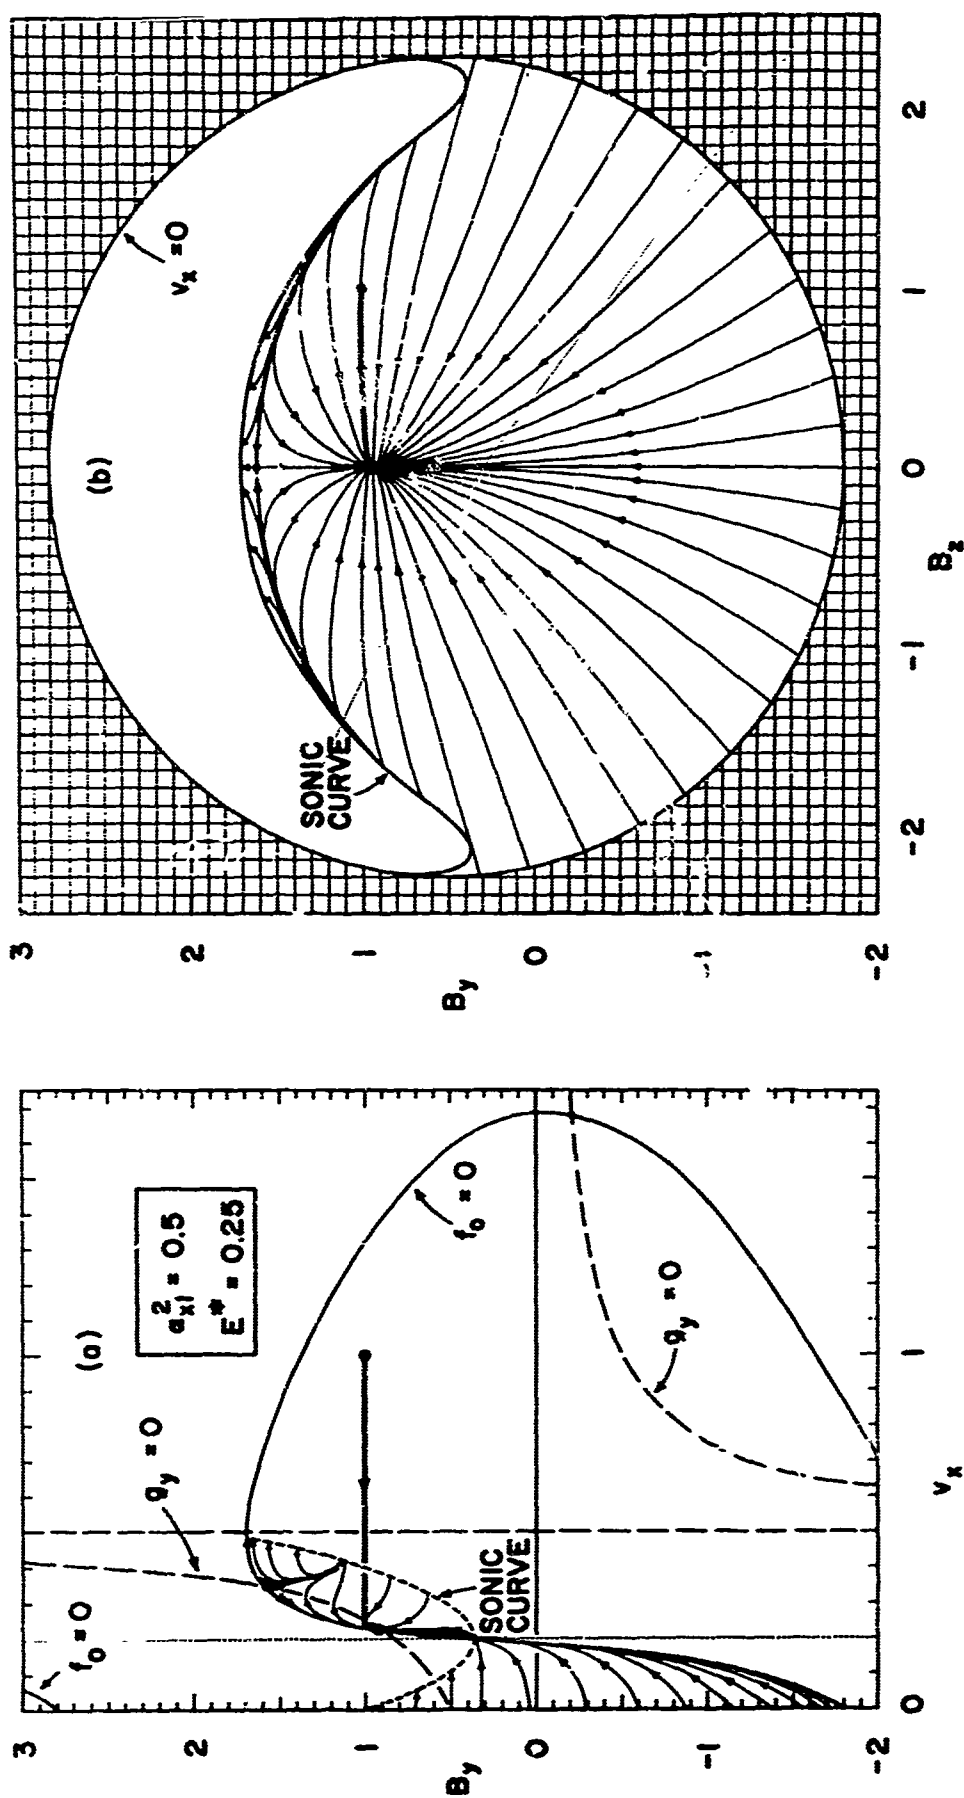 (a)
a²ₓ₁ = 0.5
E* = 0.25
f₀ = 0
g_y = 0
f₀ = 0
g_y = 0
SONIC
CURVE
3
2
1
0
-1
-2
B_y
0
1
v_x
(b)
v_x = 0
SONIC
CURVE
3
2
1
0
-1
-2
B_y
-2
-1
0
1
2
B_z